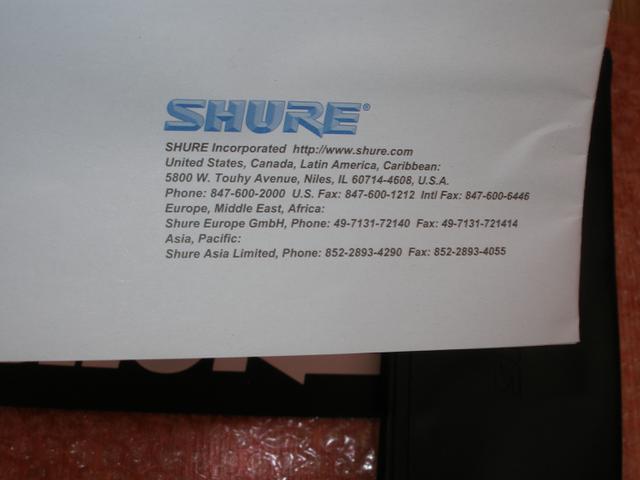 SHURE®
SHURE Incorporated http://www.shure.com
United States, Canada, Latin America, Caribbean:
5800 W. Touhy Avenue, Niles, IL 60714-4608, U.S.A.
Phone: 847-600-2000 U.S. Fax: 847-600-1212 Intl Fax: 847-600-6446
Europe, Middle East, Africa:
Shure Europe GmbH, Phone: 49-7131-72140 Fax: 49-7131-721414
Asia, Pacific:
Shure Asia Limited, Phone: 852-2893-4290 Fax: 852-2893-4055